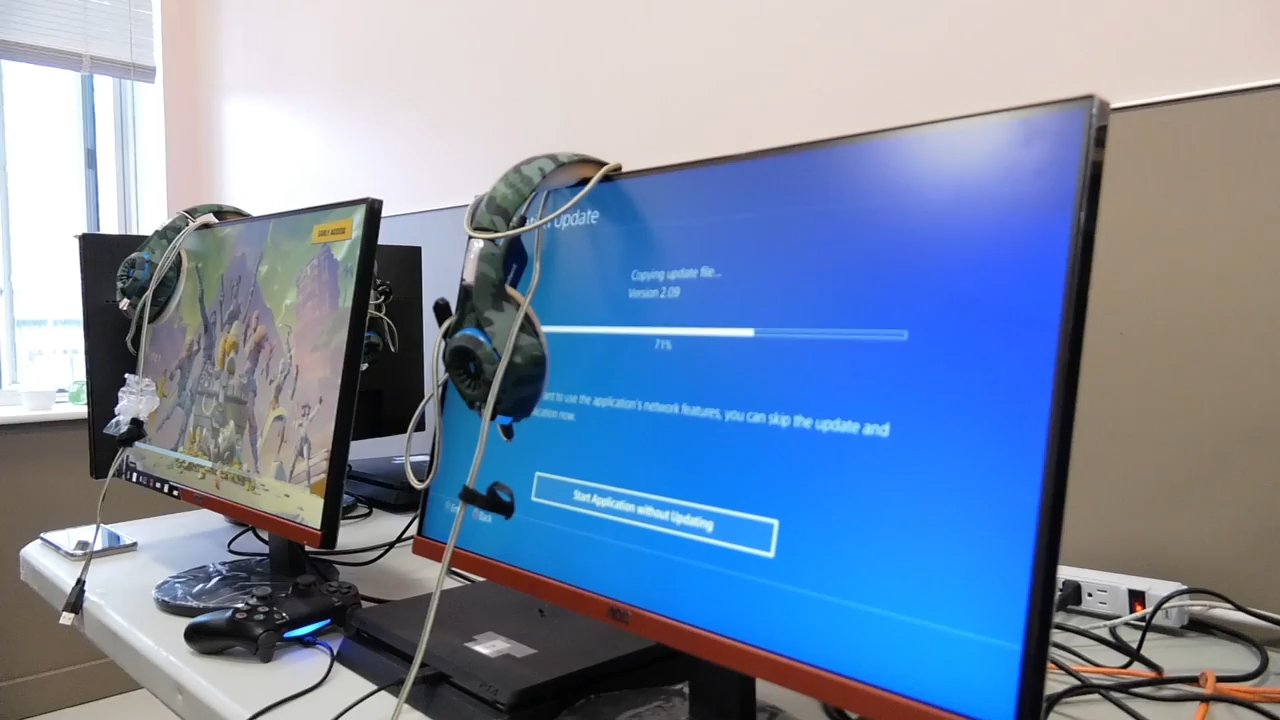 EARLY ACCESS
Update
Copying update file...
Version 2.09
71%
to use the application's network features, you can skip the update and
now.
Start Application without Updating
Back
AOC
PS4